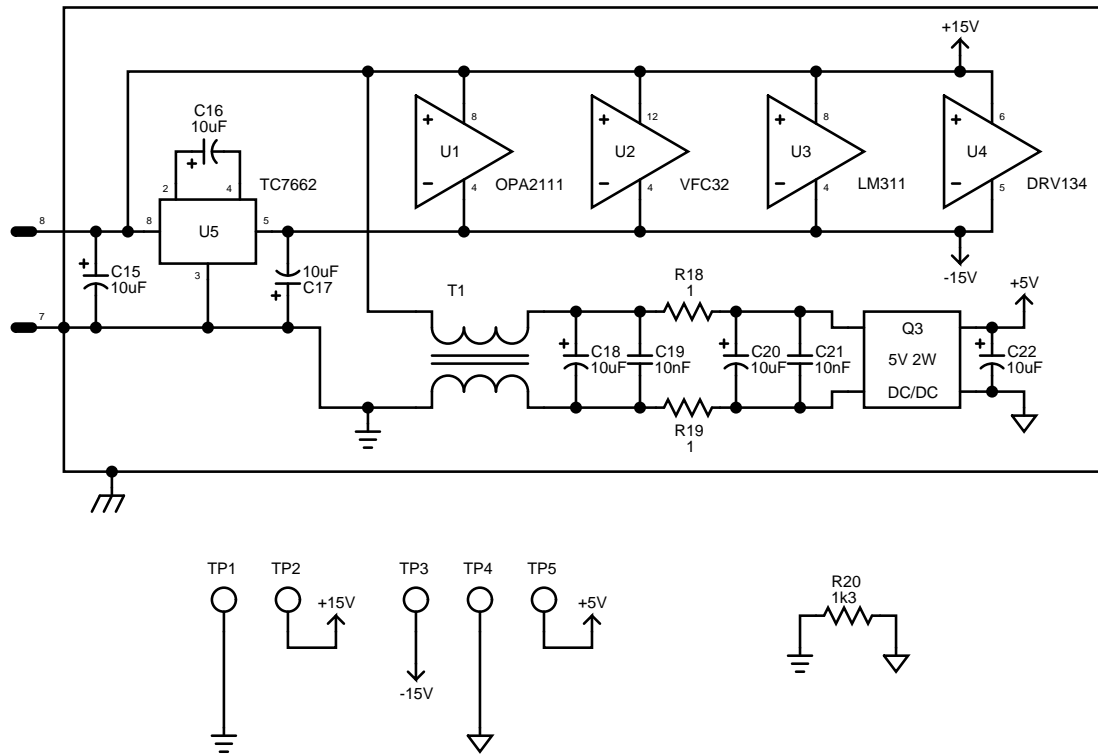 +15V
C16
10uF
8
12
8
6
U1
U2
U3
U4
2
4
TC7662
4
OPA2111
4
VFC32
4
LM311
5
DRV134
8
8
U5
5
3
C15
10uF
10uF
C17
-15V
+5V
T1
R18
1
7
C18
10uF
C19
10nF
C20
10uF
C21
10nF
Q3
5V 2W
DC/DC
C22
10uF
R19
1
TP1
TP2
TP3
TP4
TP5
+15V
+5V
-15V
R20
1k3